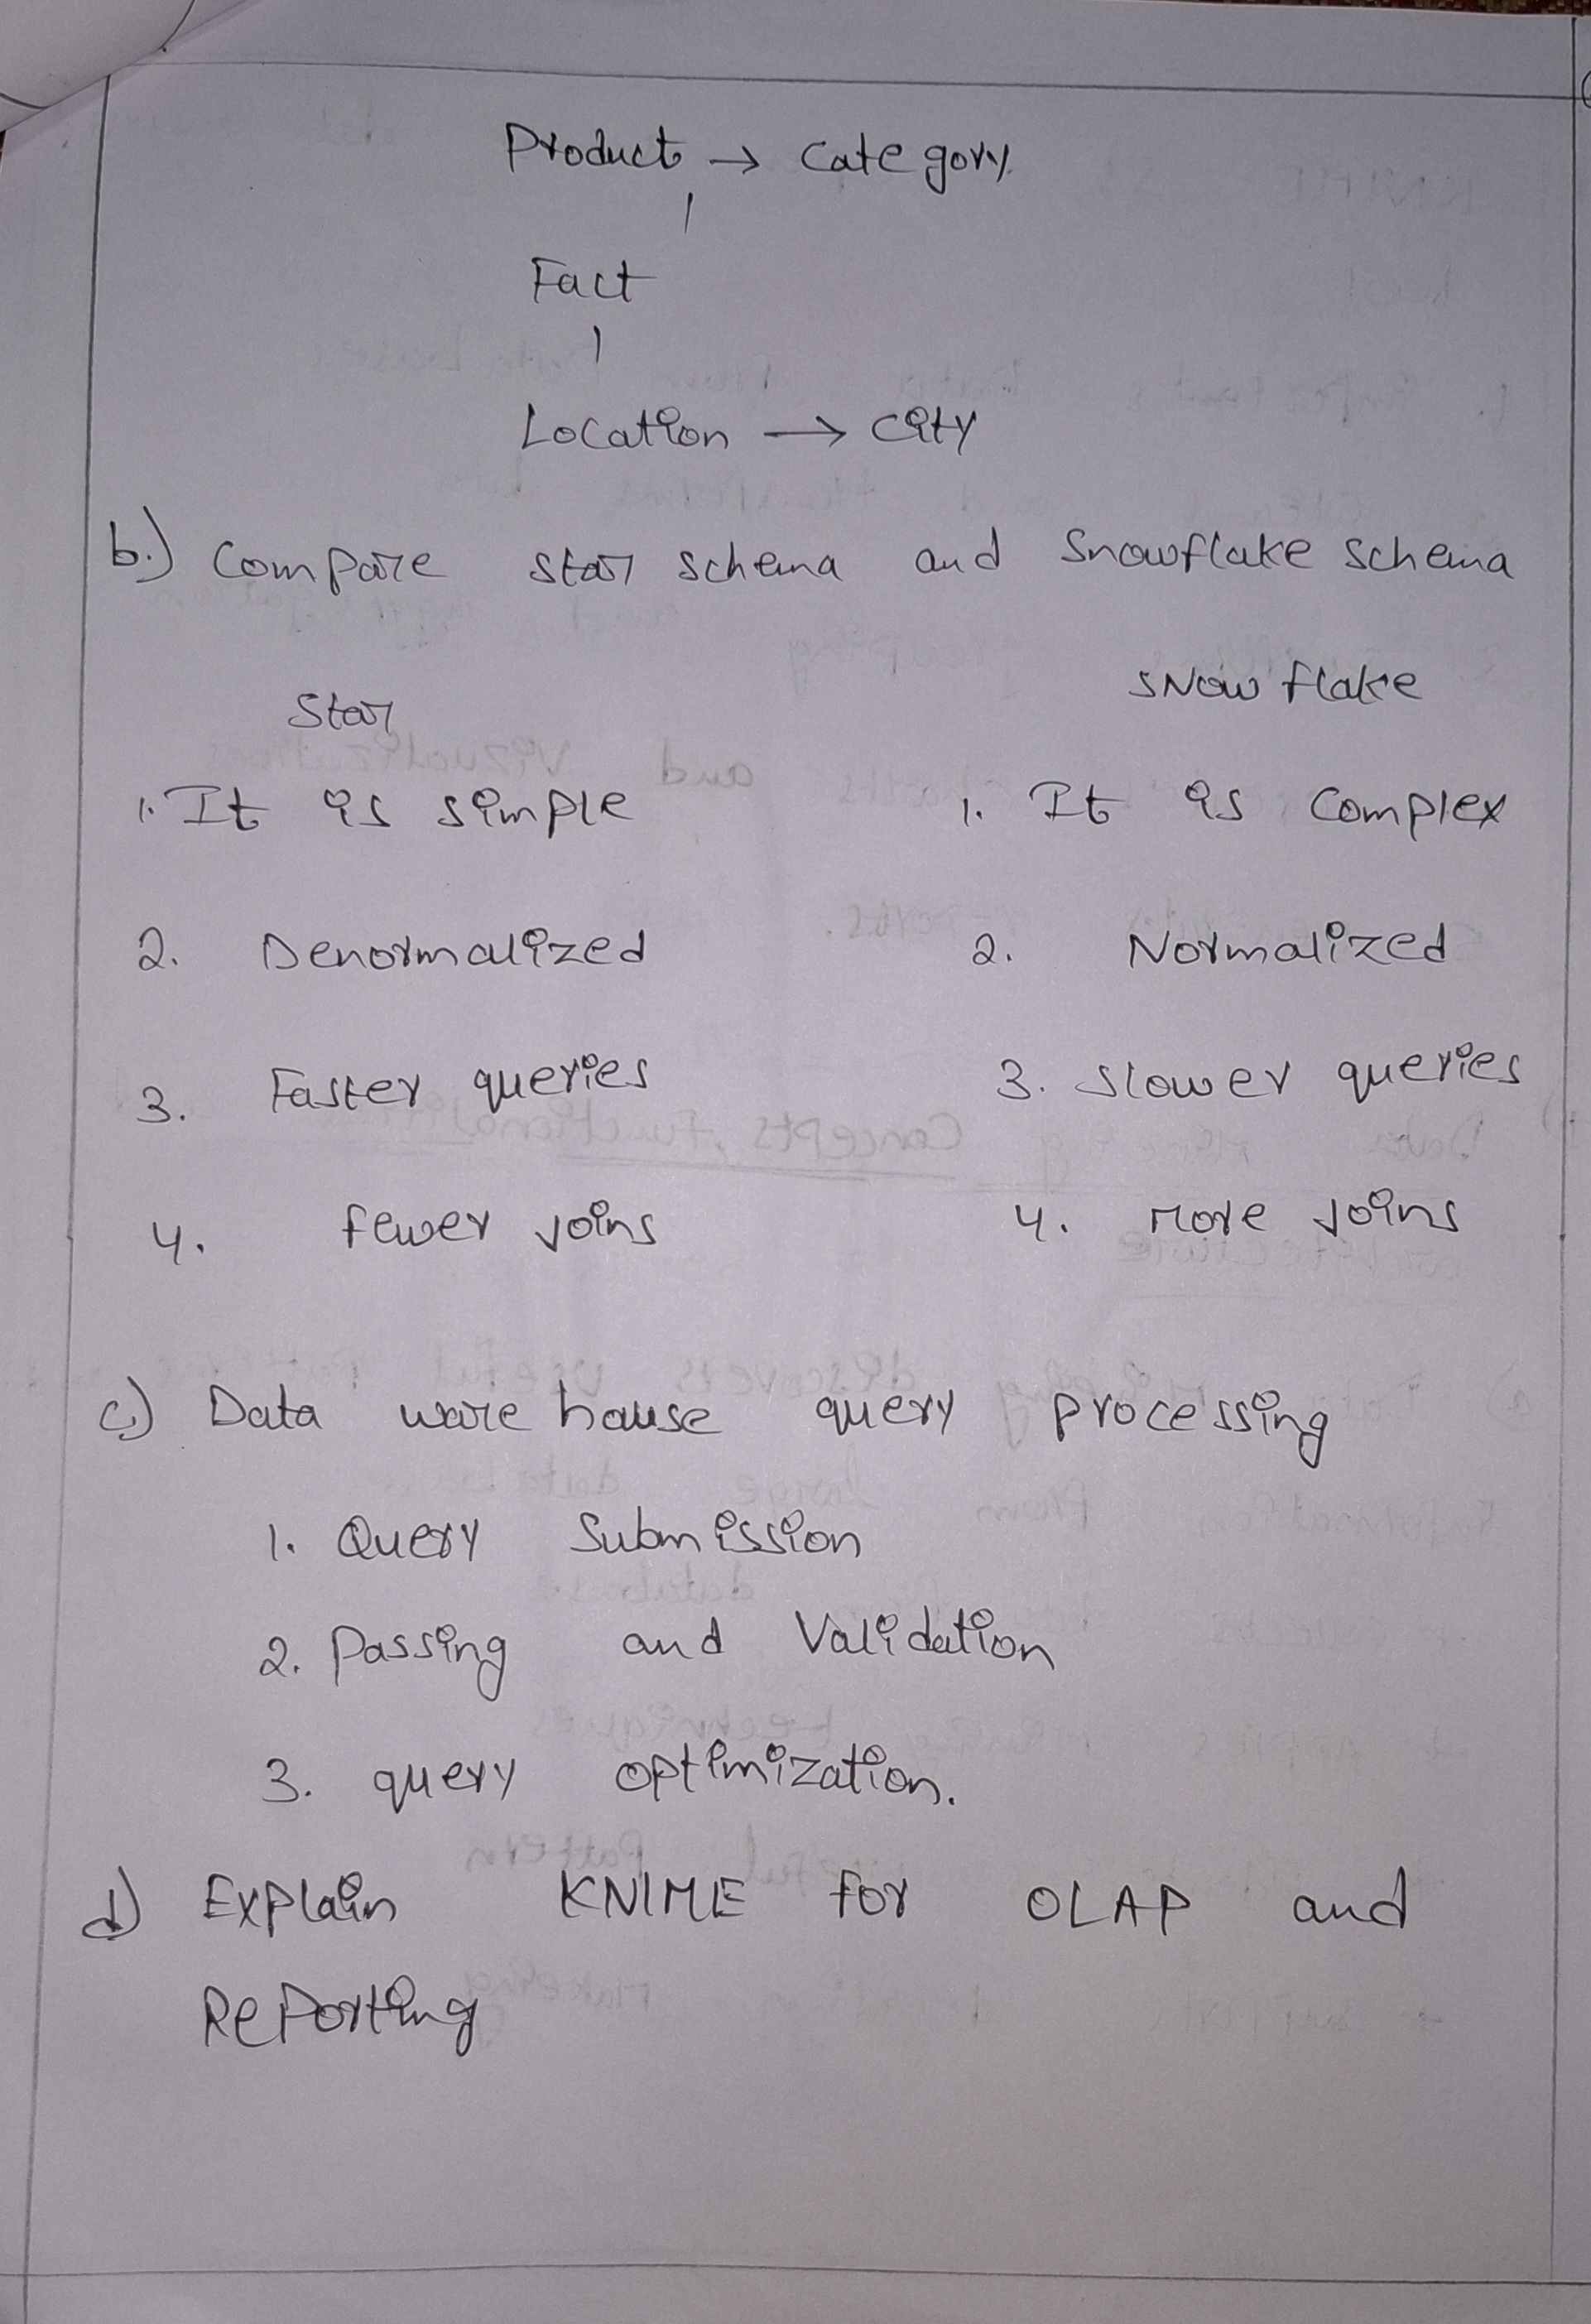 Product → Category
|
Fact
|
Location → City
b.) Compare star schema and Snowflake schema
Star
SNow flake
1. It is simple
1. It is Complex
2. Denormalized
2. Normalized
3. Faster queries
3. slower queries
4. fewer joins
4. More joins
c) Data ware hause query processing
1. Query Submission
2. Passing and Validation
3. query optimization.
d) Explain KNIME for OLAP and
Reporting